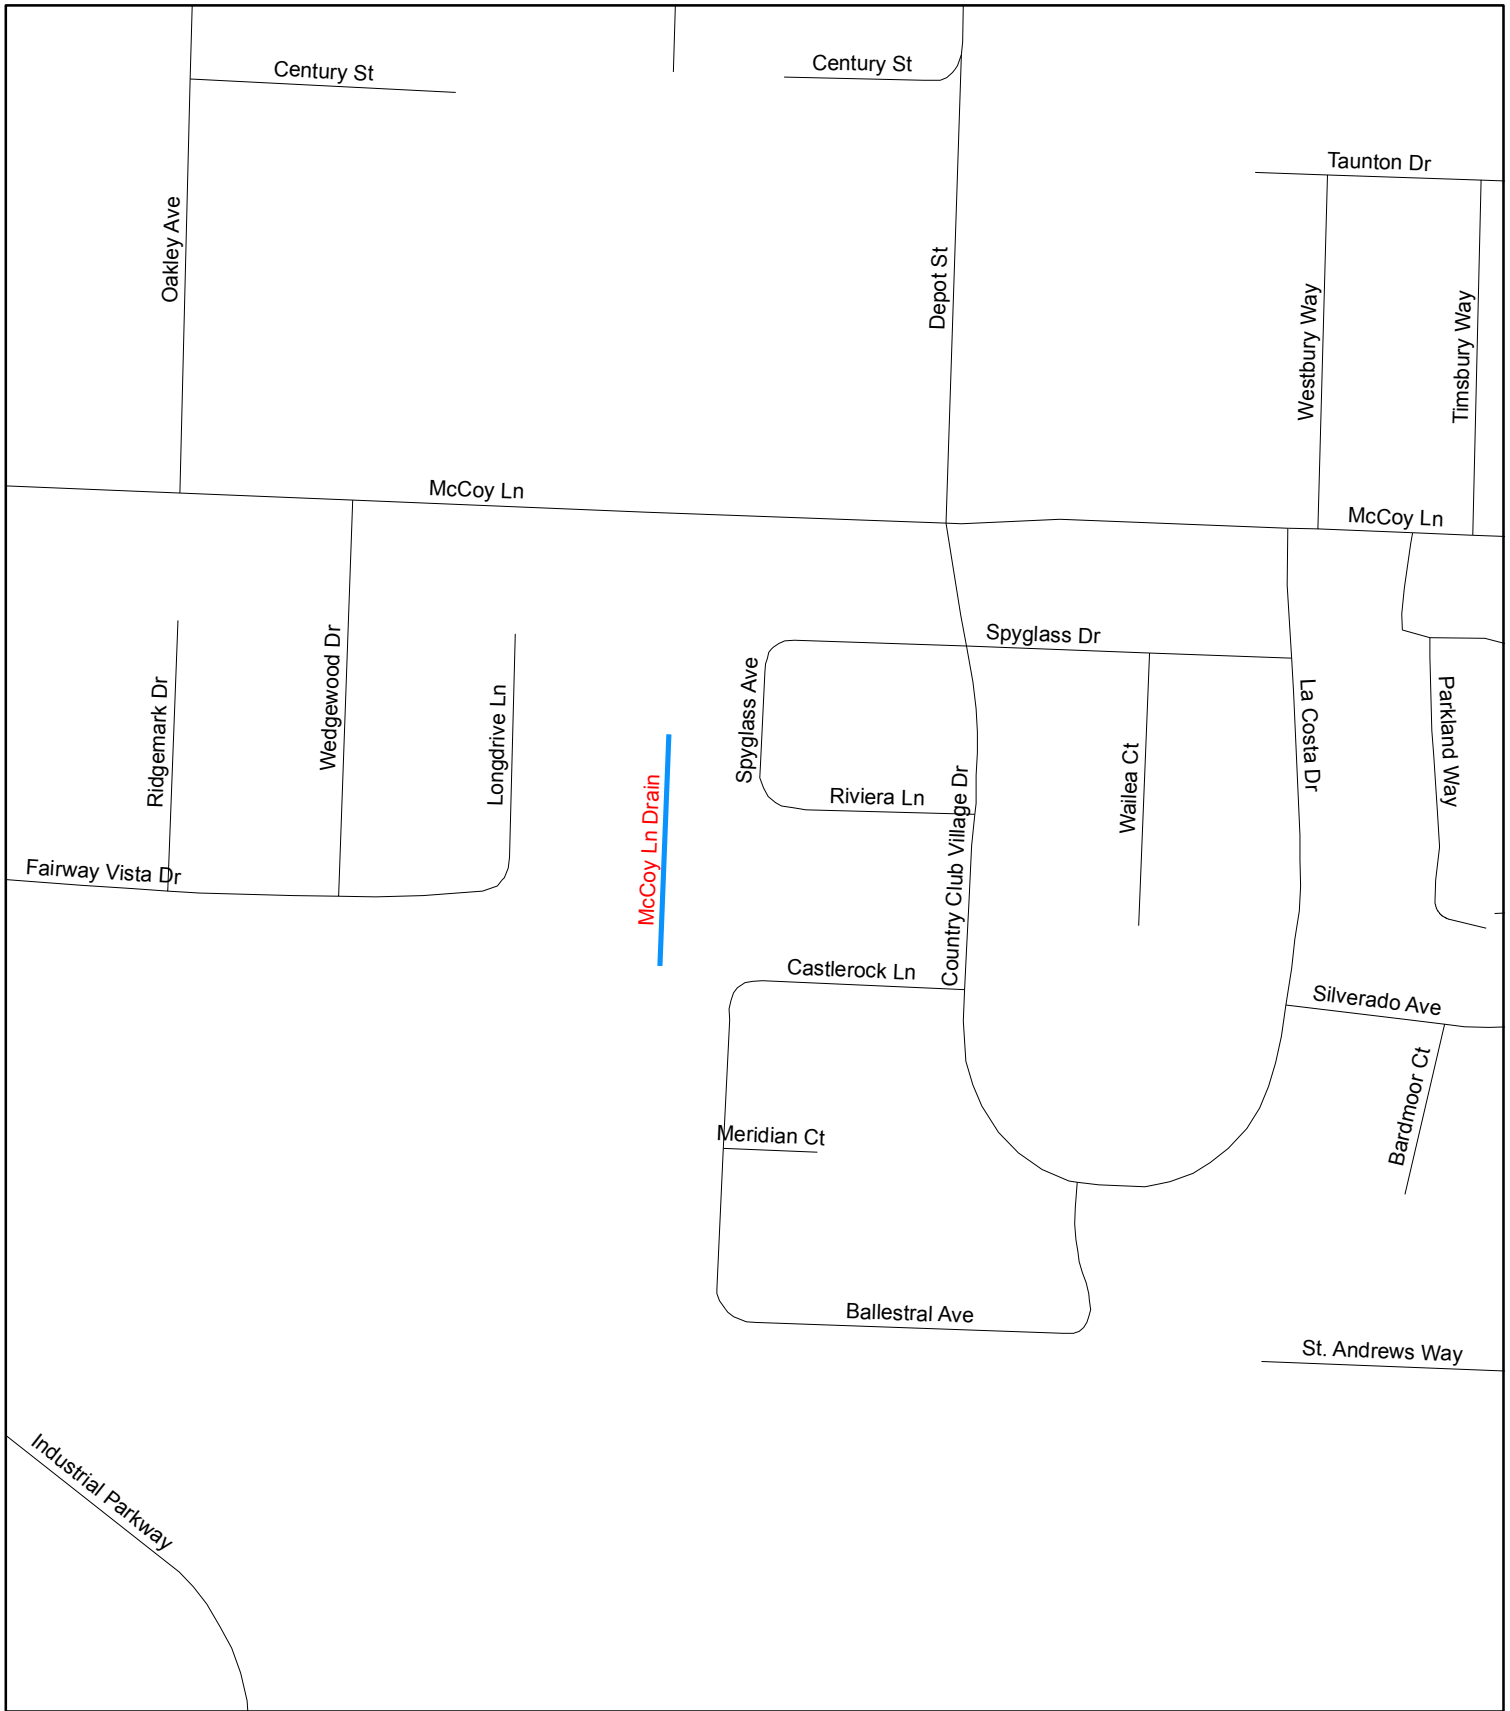 Century St
Century St
Taunton Dr
Oakley Ave
Depot St
Westbury Way
Timsbury Way
McCoy Ln
McCoy Ln
Spyglass Dr
Ridgemark Dr
Wedgewood Dr
Longdrive Ln
Spyglass Ave
La Costa Dr
Parkland Way
Wailea Ct
McCoy Ln Drain
Riviera Ln
Country Club Village Dr
Fairway Vista Dr
Castlerock Ln
Silverado Ave
Bardmoor Ct
Meridian Ct
Ballestral Ave
St. Andrews Way
Industrial Parkway